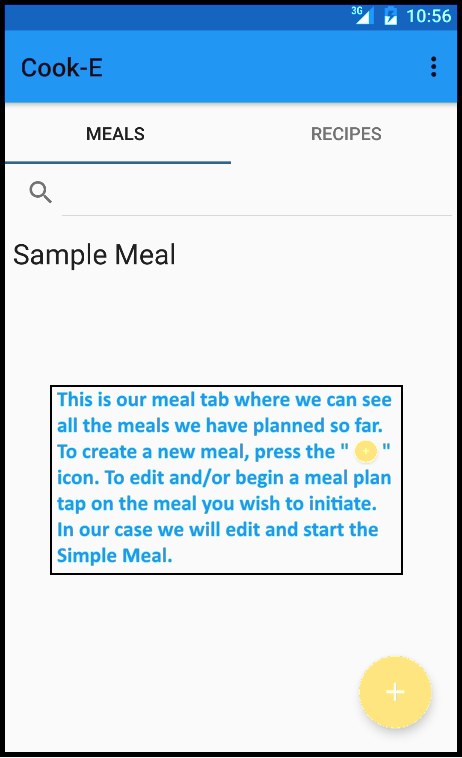 3G 10:56
Cook-E
MEALS RECIPES
Sample Meal
This is our meal tab where we can see
all the meals we have planned so far.
To create a new meal, press the " + "
icon. To edit and/or begin a meal plan
tap on the meal you wish to initiate.
In our case we will edit and start the
Simple Meal.
+